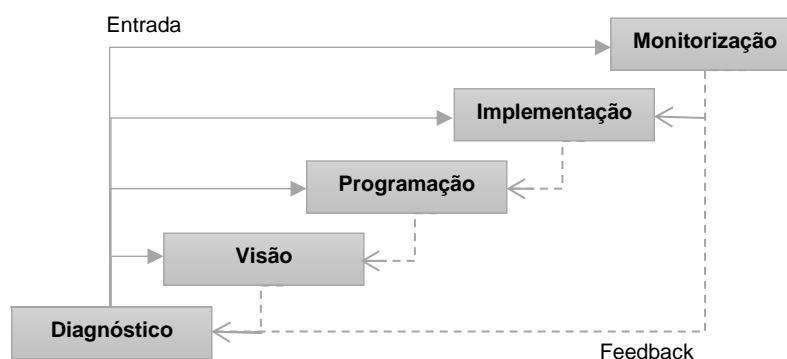 Entrada
Monitorização
Implementação
Programação
Visão
Diagnóstico
Feedback